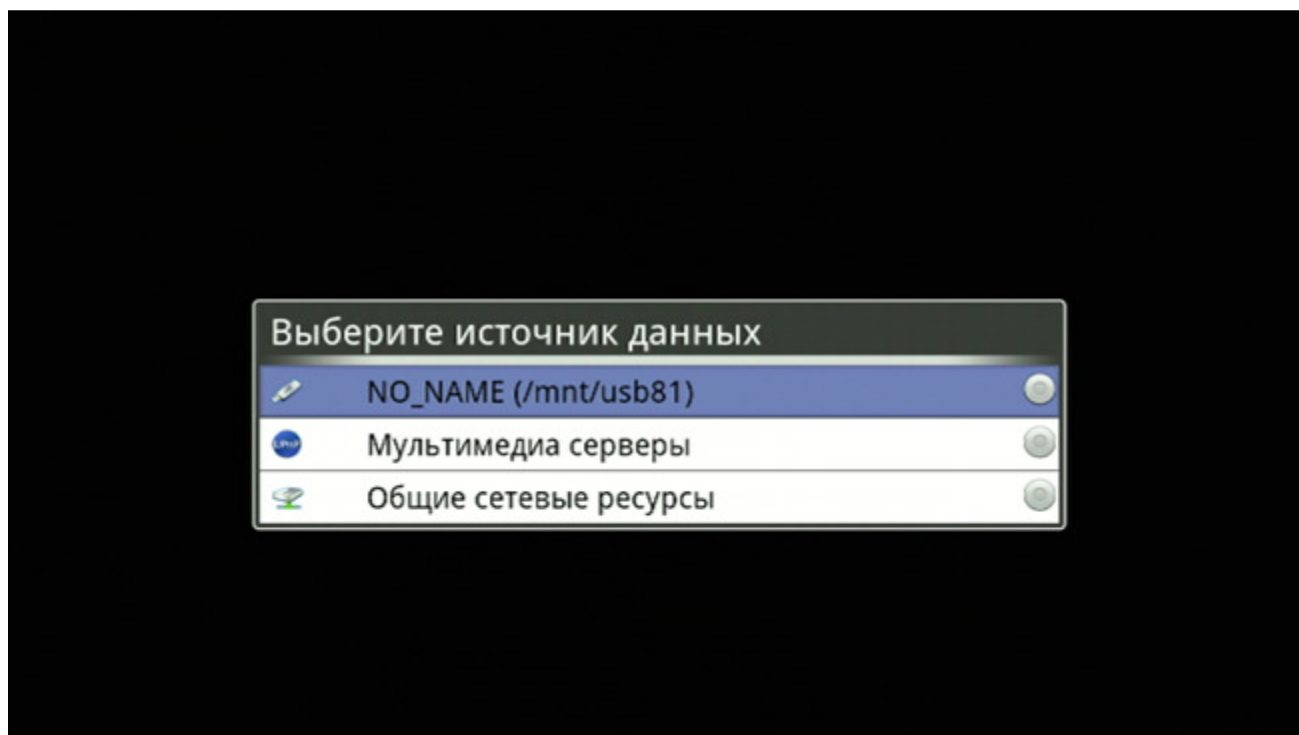 Выберите источник данных
NO_NAME (/mnt/usb81)
Мультимедиа серверы
Общие сетевые ресурсы